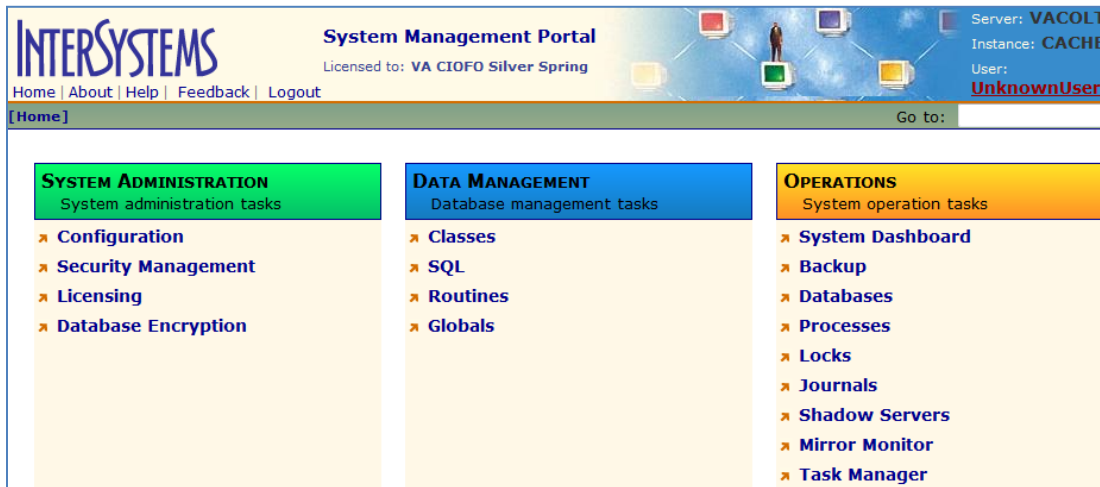 INTERSYSTEMS
System Management Portal
Licensed to: VA CIOFO Silver Spring
Home | About | Help | Feedback | Logout
Server: VACOLT
Instance: CACHE
User:
UnknownUser
[Home]
Go to:
SYSTEM ADMINISTRATION
System administration tasks
Configuration
Security Management
Licensing
Database Encryption
DATA MANAGEMENT
Database management tasks
Classes
SQL
Routines
Globals
OPERATIONS
System operation tasks
System Dashboard
Backup
Databases
Processes
Locks
Journals
Shadow Servers
Mirror Monitor
Task Manager